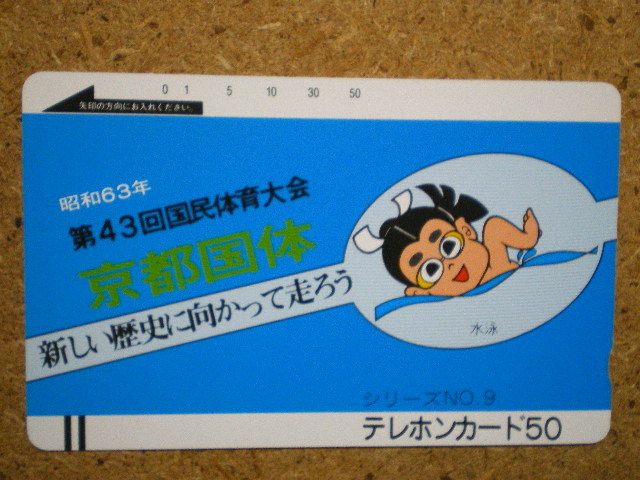 0 1 5 10 30 50
矢印の方向にお入れください。
昭和63年
第43回国民体育大会
京都国体
新しい歴史に向かって走ろう
水泳
シリーズNO.9
テレホンカード50